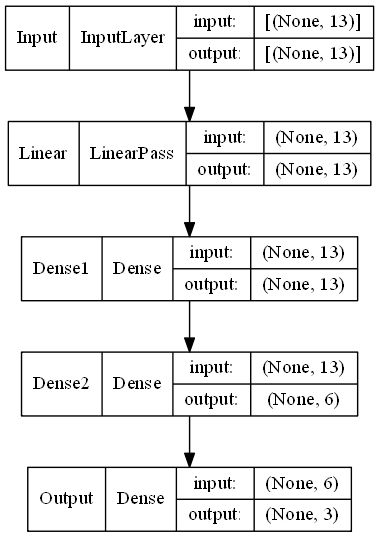 Input InputLayer input: [(None, 13)]
output: [(None, 13)]
Linear LinearPass input: (None, 13)
output: (None, 13)
Dense1 Dense input: (None, 13)
output: (None, 13)
Dense2 Dense input: (None, 13)
output: (None, 6)
Output Dense input: (None, 6)
output: (None, 3)